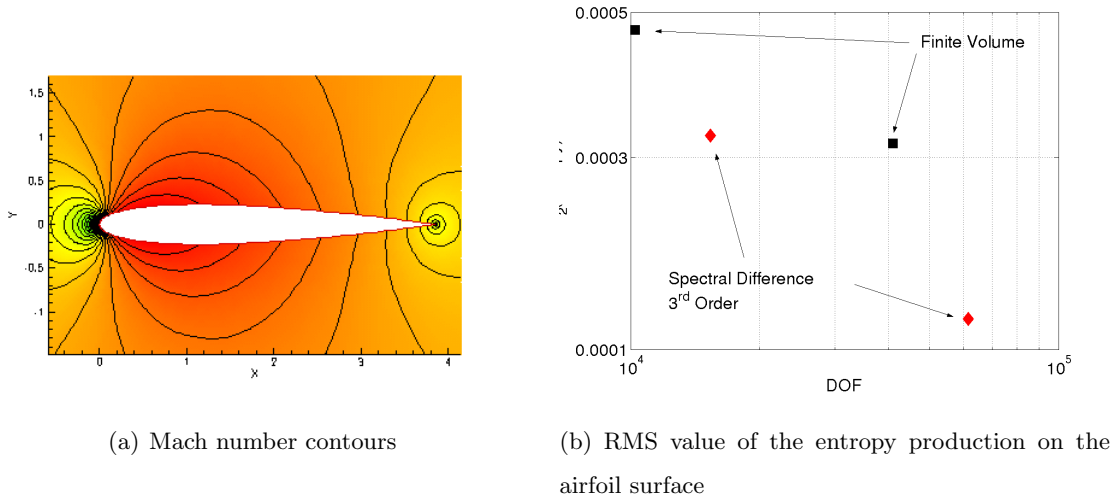 1.5
1
0.5
0
-0.5
-1
Y
0
1
2
3
4
X
(a) Mach number contours
0.0005
0.0003
0.0001
Finite Volume
Spectral Difference
3rd Order
10^4
10^5
DOF
(b) RMS value of the entropy production on the
airfoil surface